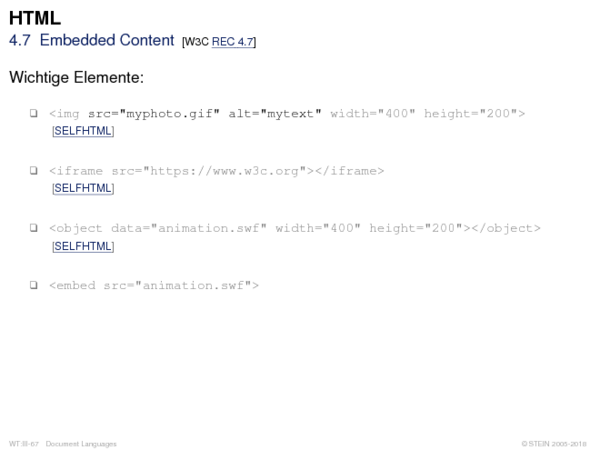 HTML
4.7 Embedded Content [W3C REC 4.7]
Wichtige Elemente:
❑ <img src="myphoto.gif" alt="mytext" width="400" height="200">
[SELFHTML]
❑ <iframe src="https://www.w3c.org"></iframe>
[SELFHTML]
❑ <object data="animation.swf" width="400" height="200"></object>
[SELFHTML]
❑ <embed src="animation.swf">
WT:III-67 Document Languages © STEIN 2005-2018